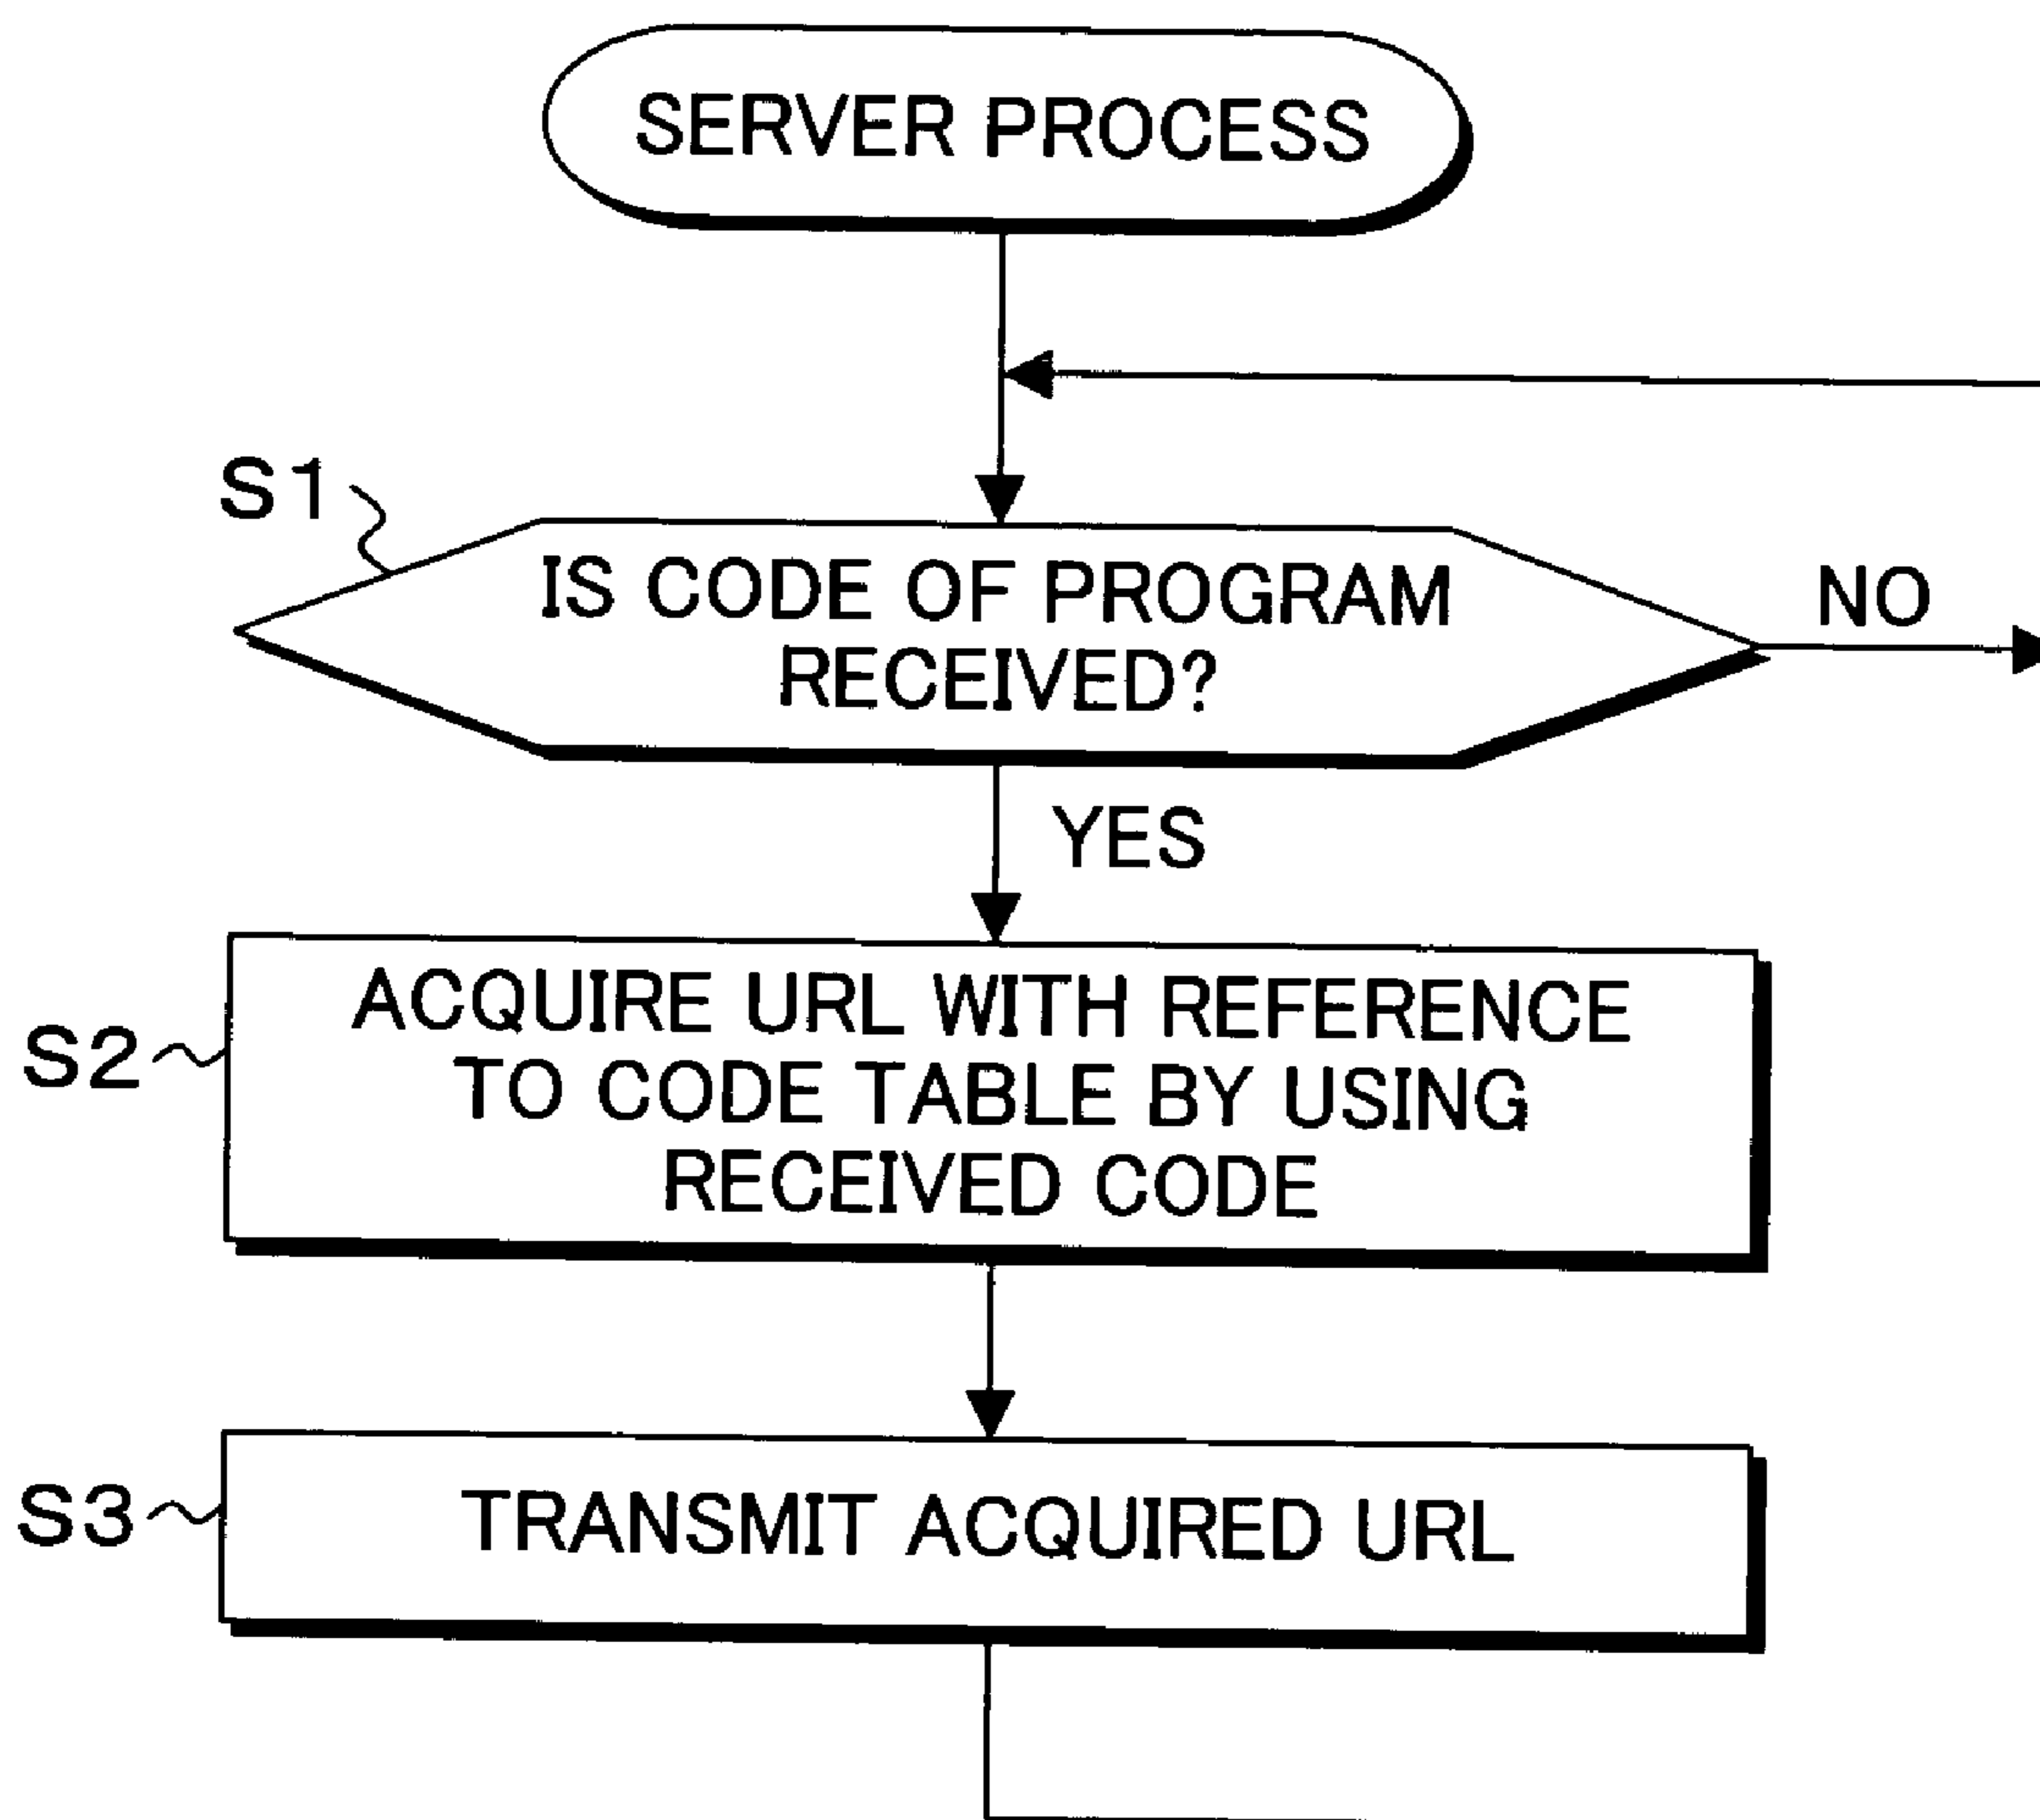 SERVER PROCESS
S1
IS CODE OF PROGRAM
RECEIVED?
NO
YES
S2
ACQUIRE URL WITH REFERENCE
TO CODE TABLE BY USING
RECEIVED CODE
S3
TRANSMIT ACQUIRED URL